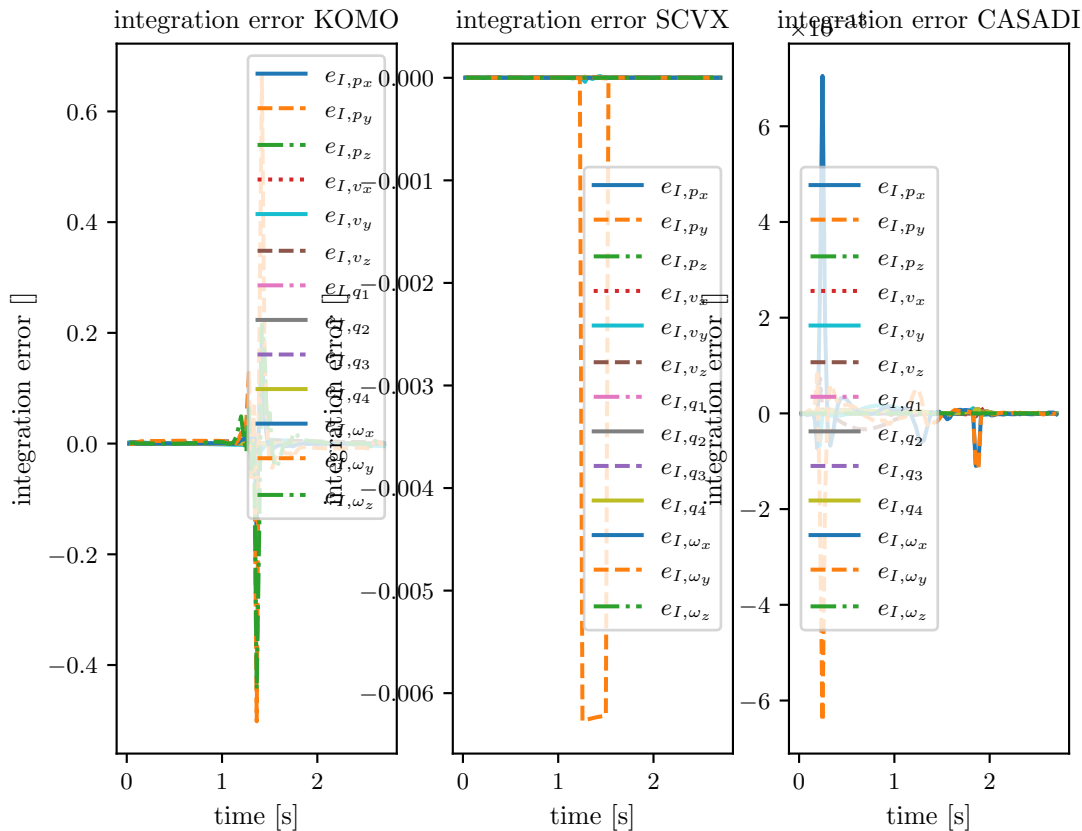 integration error KOMO
integration error []
0.6
0.4
0.2
0.0
−0.2
−0.4
0
1
2
time [s]
e_{I,p_x}
e_{I,p_y}
e_{I,p_z}
e_{I,v_x}
e_{I,v_y}
e_{I,v_z}
e_{I,q_1}
e_{I,q_2}
e_{I,q_3}
e_{I,q_4}
e_{I,ω_x}
e_{I,ω_y}
e_{I,ω_z}
integration error SCVX
integration error []
0.000
−0.001
−0.002
−0.003
−0.004
−0.005
−0.006
0
1
2
time [s]
e_{I,p_x}
e_{I,p_y}
e_{I,p_z}
e_{I,v_x}
e_{I,v_y}
e_{I,v_z}
e_{I,q_1}
e_{I,q_2}
e_{I,q_3}
e_{I,q_4}
e_{I,ω_x}
e_{I,ω_y}
e_{I,ω_z}
integration error CASADI
integration error []
6
4
2
0
−2
−4
−6
0
1
2
time [s]
e_{I,p_x}
e_{I,p_y}
e_{I,p_z}
e_{I,v_x}
e_{I,v_y}
e_{I,v_z}
e_{I,q_1}
e_{I,q_2}
e_{I,q_3}
e_{I,q_4}
e_{I,ω_x}
e_{I,ω_y}
e_{I,ω_z}